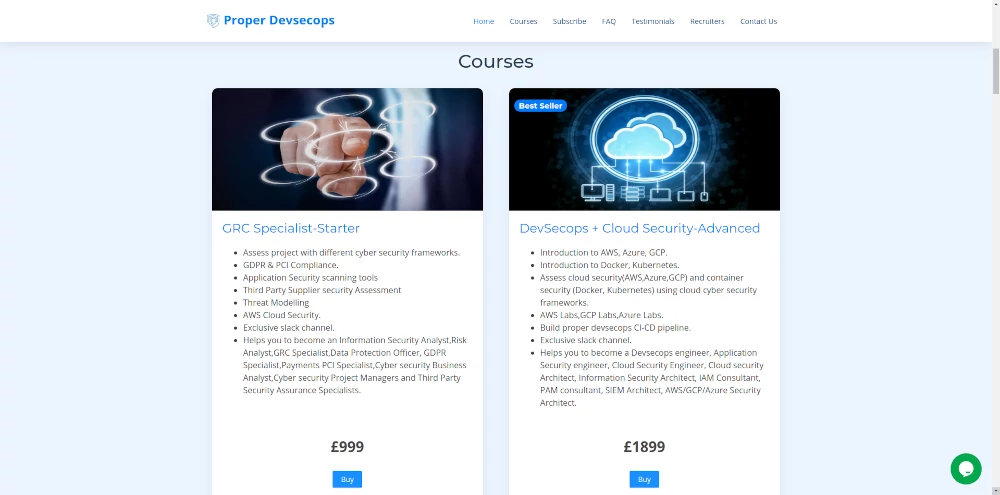 Proper Devsecops
Home
Courses
Subscribe
FAQ
Testimonials
Recruiters
Contact Us
Courses
GRC Specialist-Starter
Assess project with different cyber security frameworks.
GDPR & PCI Compliance.
Application Security scanning tools
Third Party Supplier security Assessment
Threat Modelling
AWS Cloud Security.
Exclusive slack channel.
Helps you to become an Information Security Analyst,Risk
Analyst,GRC Specialist,Data Protection Officer, GDPR
Specialist,Payments PCI Specialist,Cyber security Business
Analyst,Cyber security Project Managers and Third Party
Security Assurance Specialists.
£999
Buy
Best Seller
DevSecops + Cloud Security-Advanced
Introduction to AWS, Azure, GCP.
Introduction to Docker, Kubernetes.
Assess cloud security(AWS,Azure,GCP) and container
security (Docker, Kubernetes) using cloud cyber security
frameworks.
AWS Labs,GCP Labs,Azure Labs.
Build proper devsecops CI-CD pipeline.
Exclusive slack channel.
Helps you to become a Devsecops engineer, Application
Security engineer, Cloud Security Engineer, Cloud security
Architect, Information Security Architect, IAM Consultant,
PAM consultant, SIEM Architect, AWS/GCP/Azure Security
Architect.
£1899
Buy